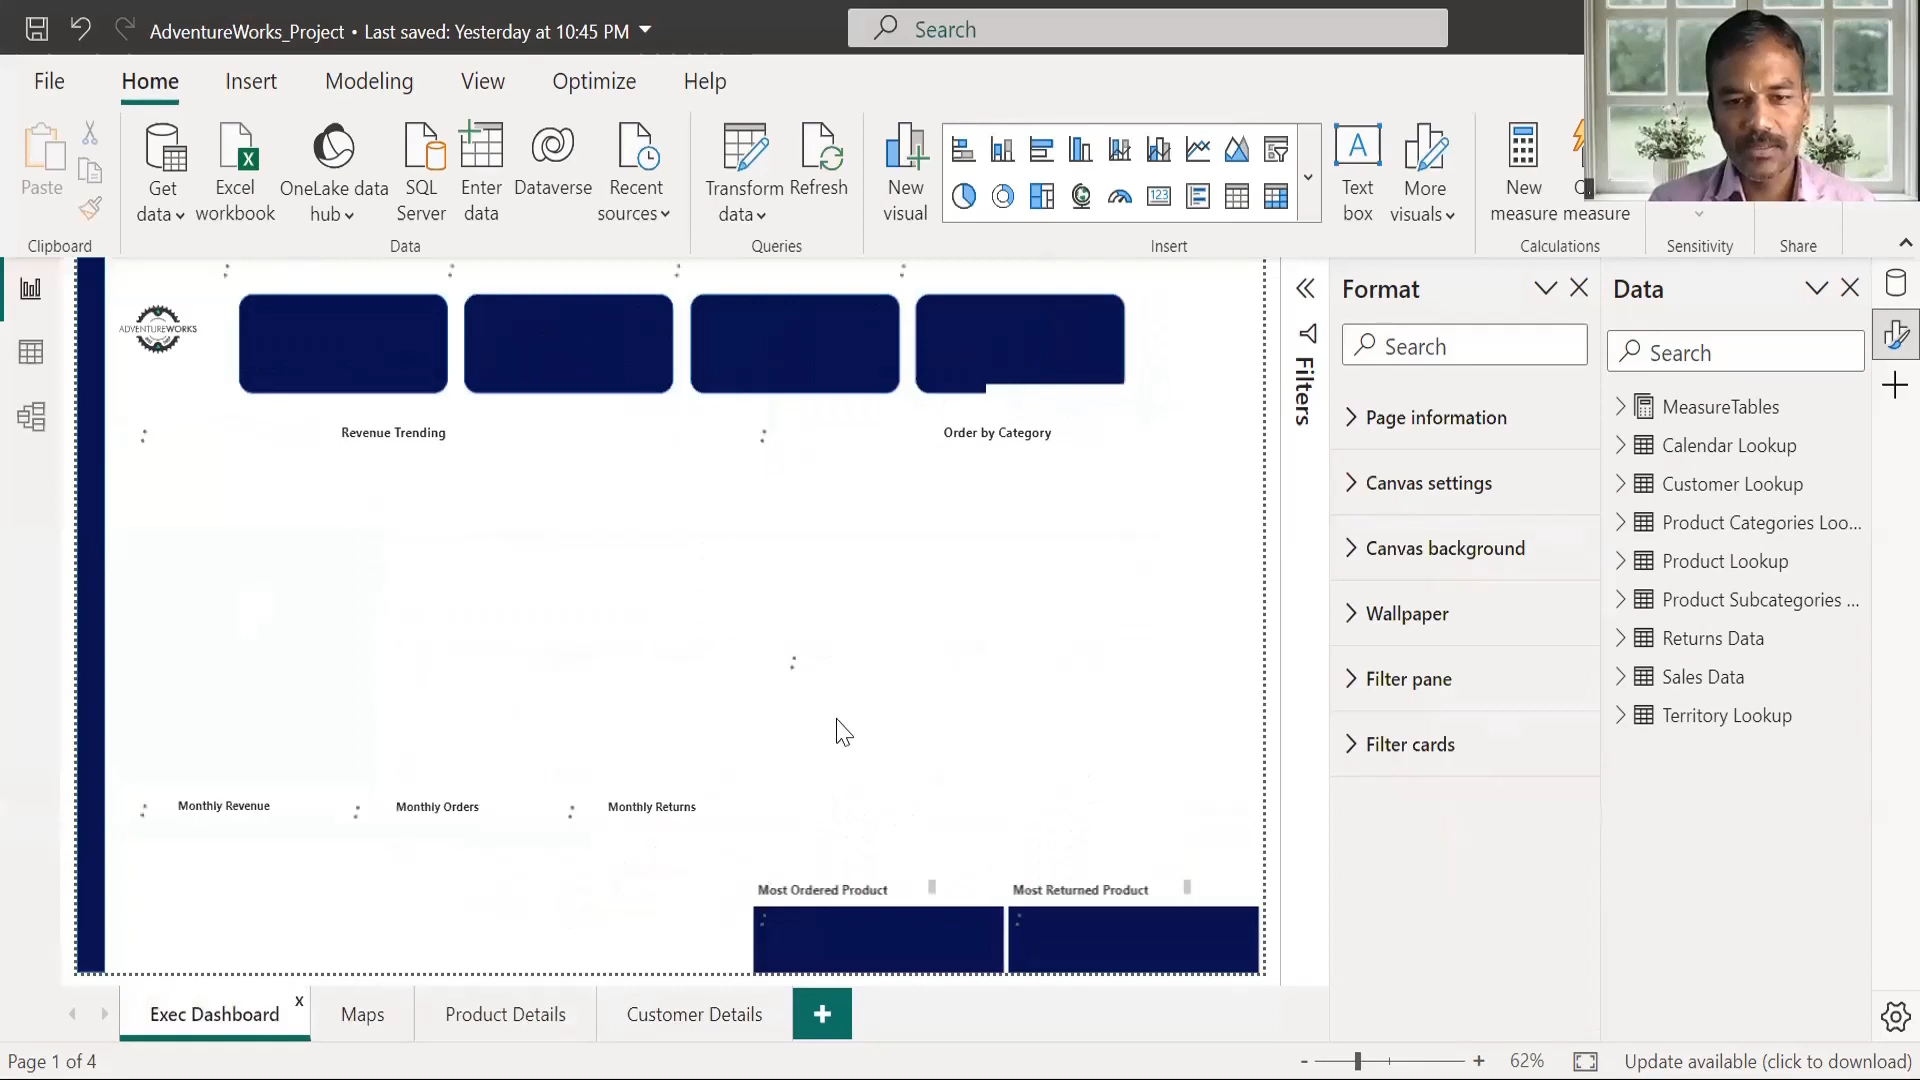 AdventureWorks_Project • Last saved: Yesterday at 10:45 PM
Search
File Home Insert Modeling View Optimize Help
Paste
Get data
Excel workbook
OneLake data hub
SQL Server
Enter data
Dataverse
Recent sources
Transform data
Refresh
New visual
123
A
Text box
More visuals
New measure
measure
Clipboard Data Queries Insert Calculations Sensitivity Share
ADVENTUREWORKS
Revenue Trending
Order by Category
Monthly Revenue
Monthly Orders
Monthly Returns
Most Ordered Product
Most Returned Product
Filters
Format
Search
Page information
Canvas settings
Canvas background
Wallpaper
Filter pane
Filter cards
Data
Search
MeasureTables
Calendar Lookup
Customer Lookup
Product Categories Loo...
Product Lookup
Product Subcategories ...
Returns Data
Sales Data
Territory Lookup
Exec Dashboard x
Maps
Product Details
Customer Details
+
Page 1 of 4
- + 62%
Update available (click to download)